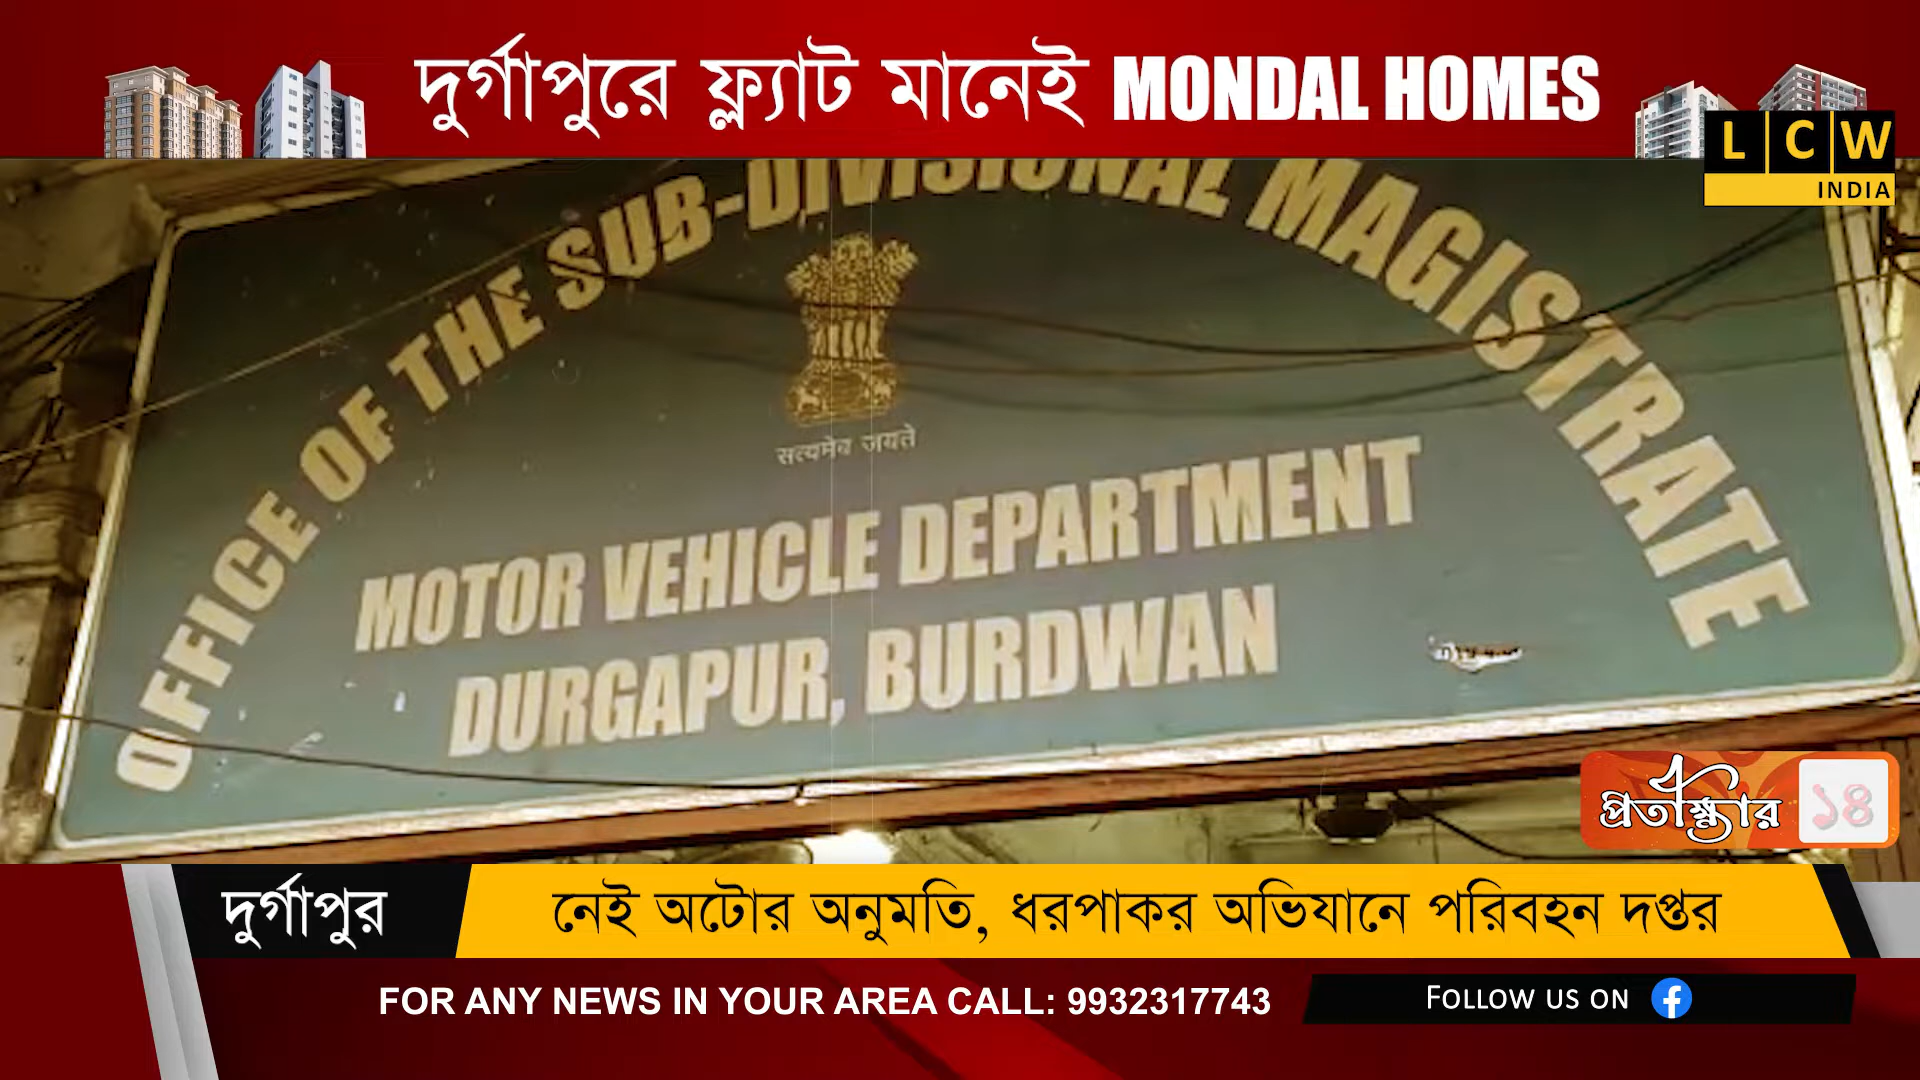 দুর্গাপুরে ফ্ল্যাট মানেই MONDAL HOMES
LCW
INDIA
OFFICE OF THE SUB-DIVISIONAL MAGISTRATE
सत्यमेव जयते
MOTOR VEHICLE DEPARTMENT
DURGAPUR, BURDWAN
প্রতীক্ষার ১৪
দুর্গাপুর
নেই অটোর অনুমতি, ধরপাকর অভিযানে পরিবহন দপ্তর
FOR ANY NEWS IN YOUR AREA CALL: 9932317743
FOLLOW US ON